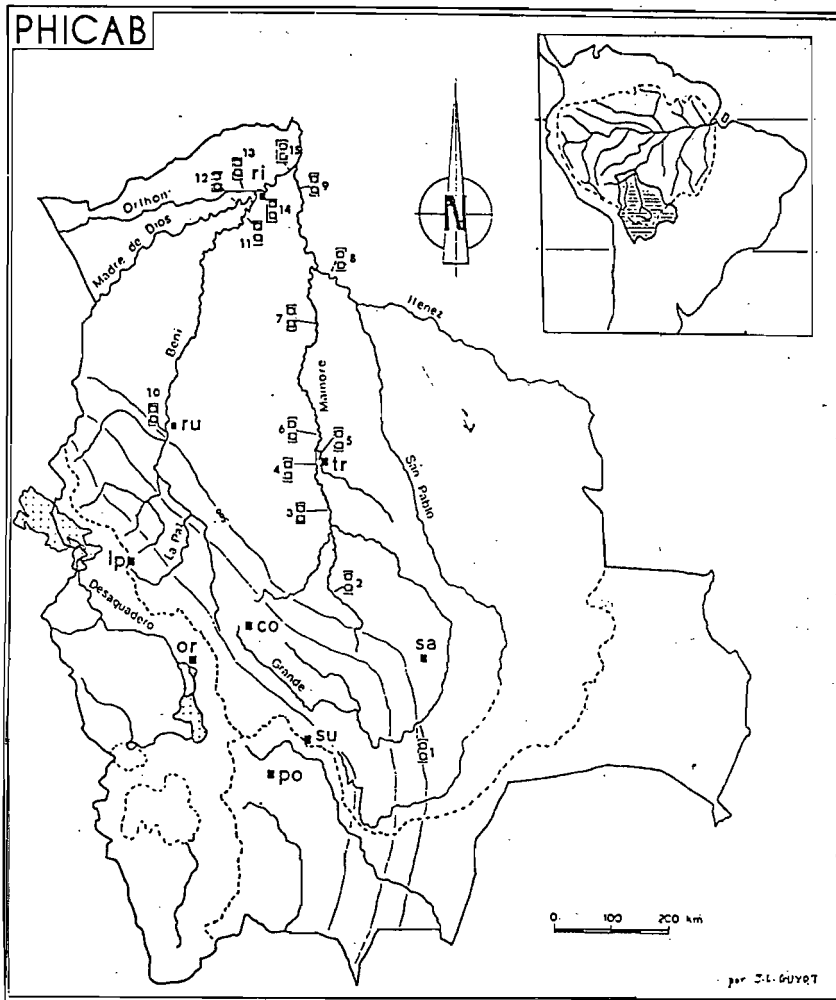 PHICAB
15
13
ri
12
9
Orthon
14
Madre de Dios
11
8
Itenez
7
Beni
Mamore
10
ru
6
5
tr
4
San Pablo
3
La Paz
lp
2
Desaguadero
co
or
sa
Grande
su
1
po
N
0 100 200 km
por J.L. GUYOT